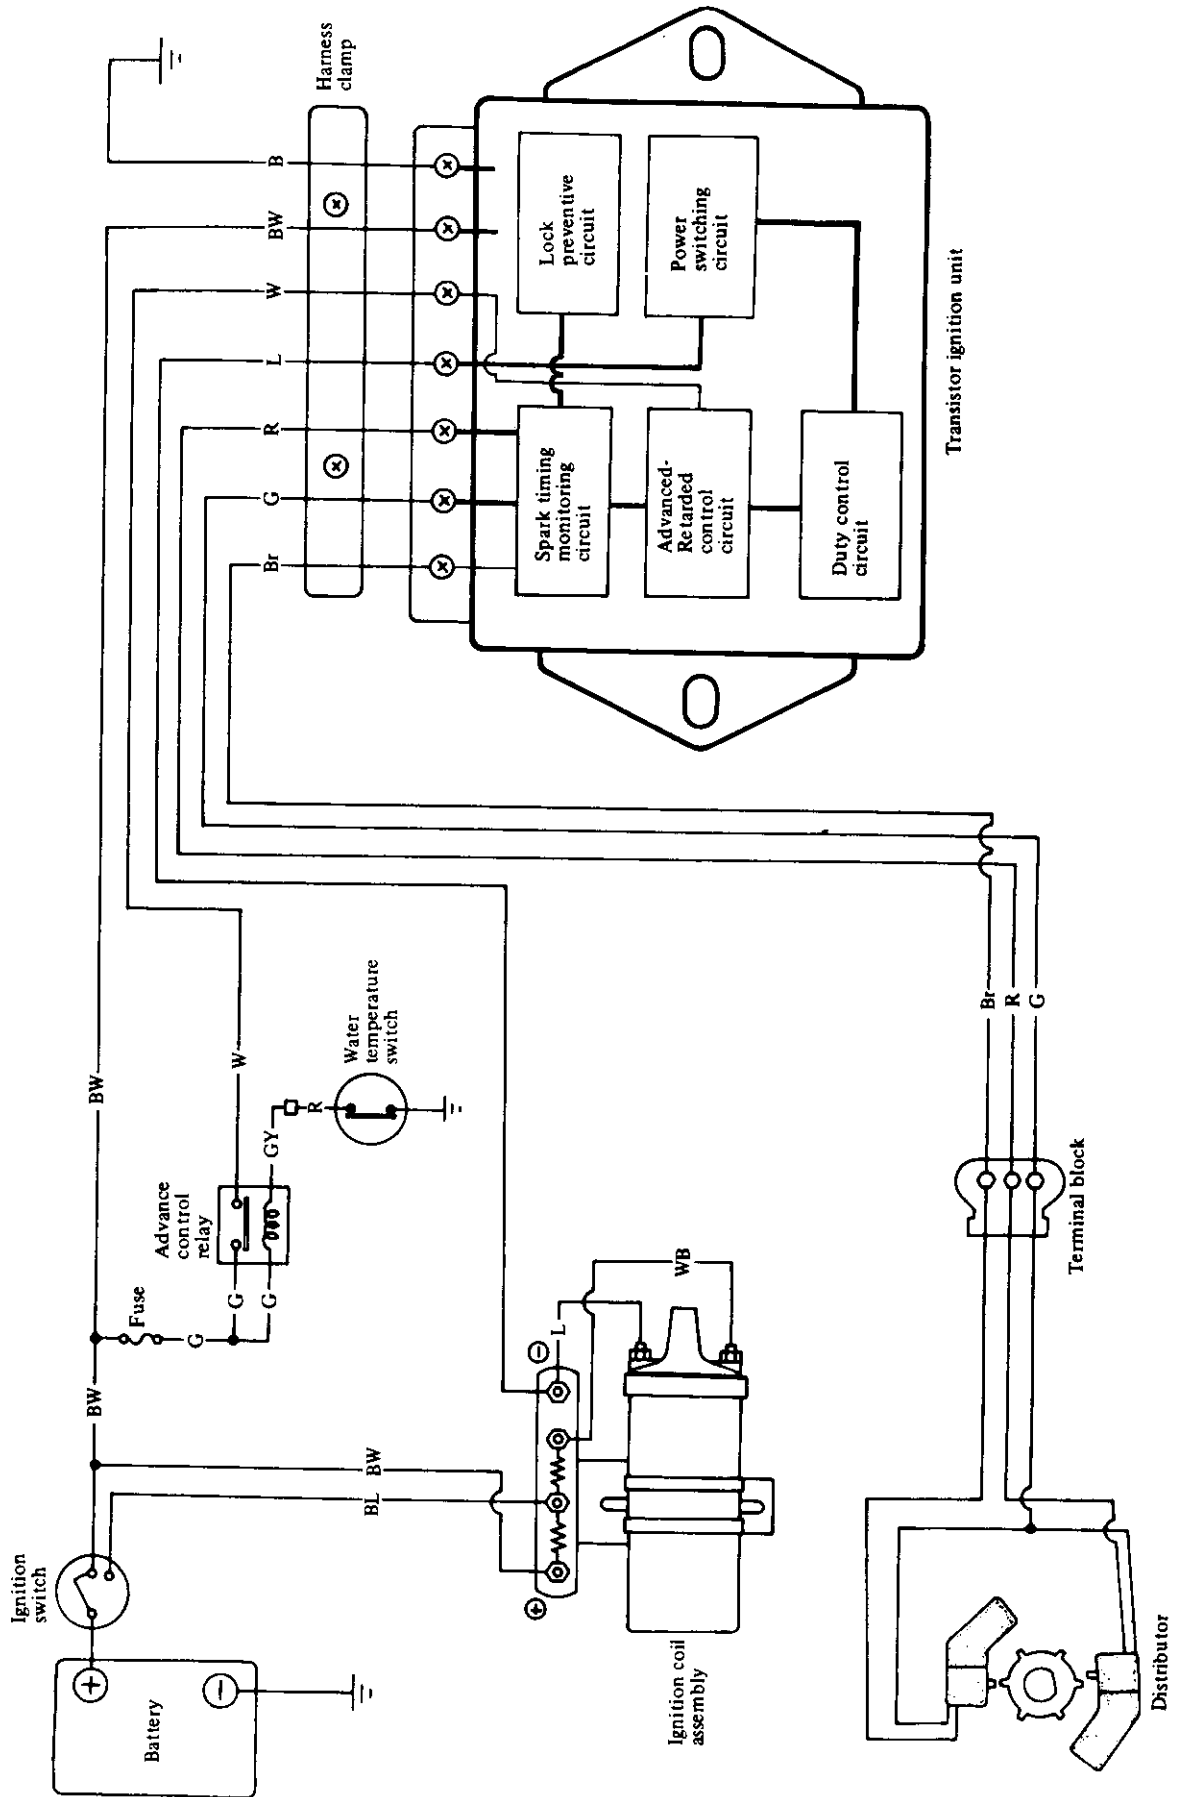 Ignition
switch
Battery
+
−
BW
BL
BW
Fuse
G
G
G
Advance
control
relay
BW
W
GY
R
Water
temperature
switch
+
−
L
WB
Ignition coil
assembly
Terminal block
Br
R
G
Distributor
Harness
clamp
B
BW
W
L
R
G
Br
Lock
preventive
circuit
Power
switching
circuit
Spark timing
monitoring
circuit
Advanced-
Retarded
control
circuit
Duty control
circuit
Transistor ignition unit